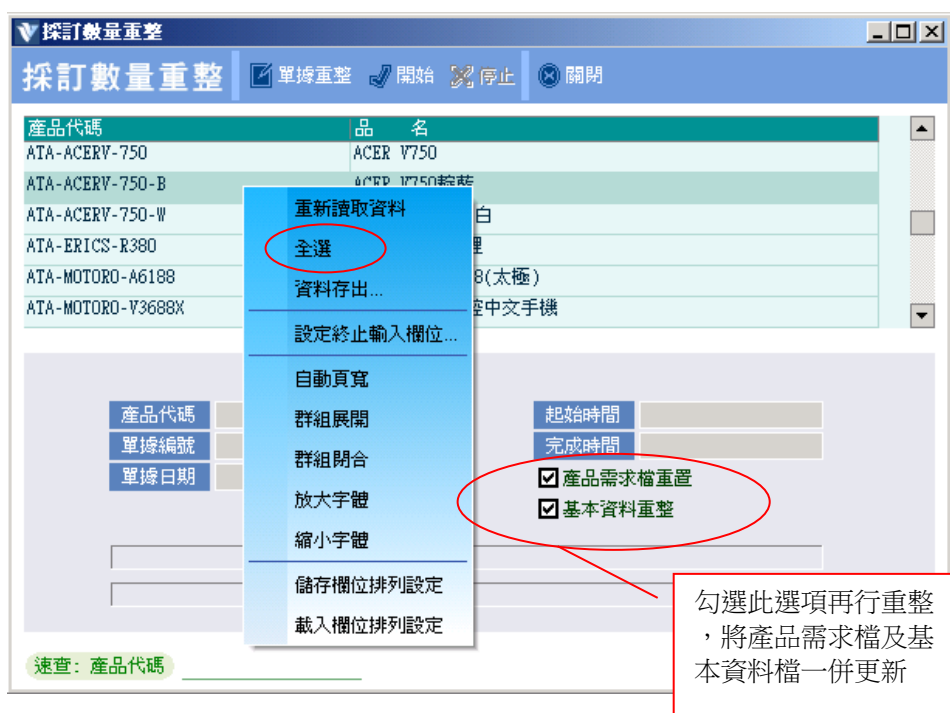 採訂數量重整
採訂數量重整 單據重整 開始 停止 關閉
產品代碼 品 名
ATA-ACERV-750 ACER V750
ATA-ACERV-750-B ACER V750靛藍
ATA-ACERV-750-W 白
ATA-ERICS-R380
ATA-MOTORO-A6188 8(太極)
ATA-MOTORO-V3688X 中文手機
重新讀取資料
全選
資料存出...
設定終止輸入欄位...
自動頁寬
群組展開
群組閉合
放大字體
縮小字體
儲存欄位排列設定
載入欄位排列設定
產品代碼 起始時間
單據編號 完成時間
單據日期 產品需求檔重置
基本資料重整
勾選此選項再行重整
，將產品需求檔及基
本資料檔一併更新
速查: 產品代碼